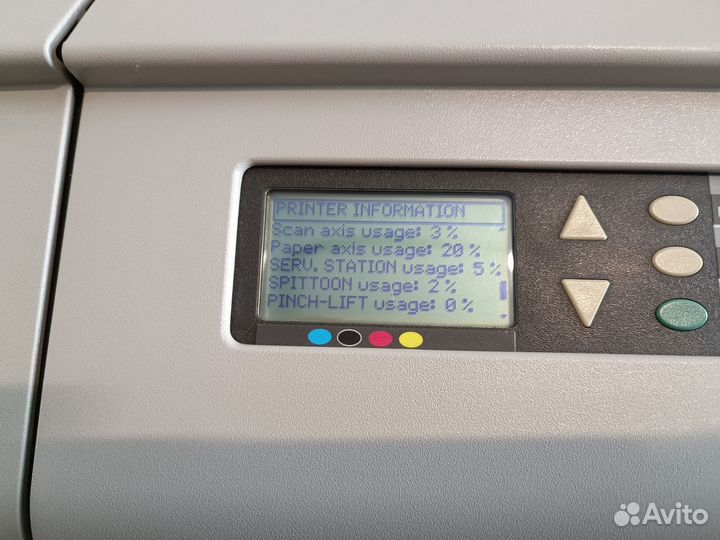 PRINTER INFORMATION
Scan axis usage: 3 %
Paper axis usage: 20 %
SERV. STATION usage: 5 %
SPITTOON usage: 2 %
PINCH-LIFT usage: 0 %
Avito